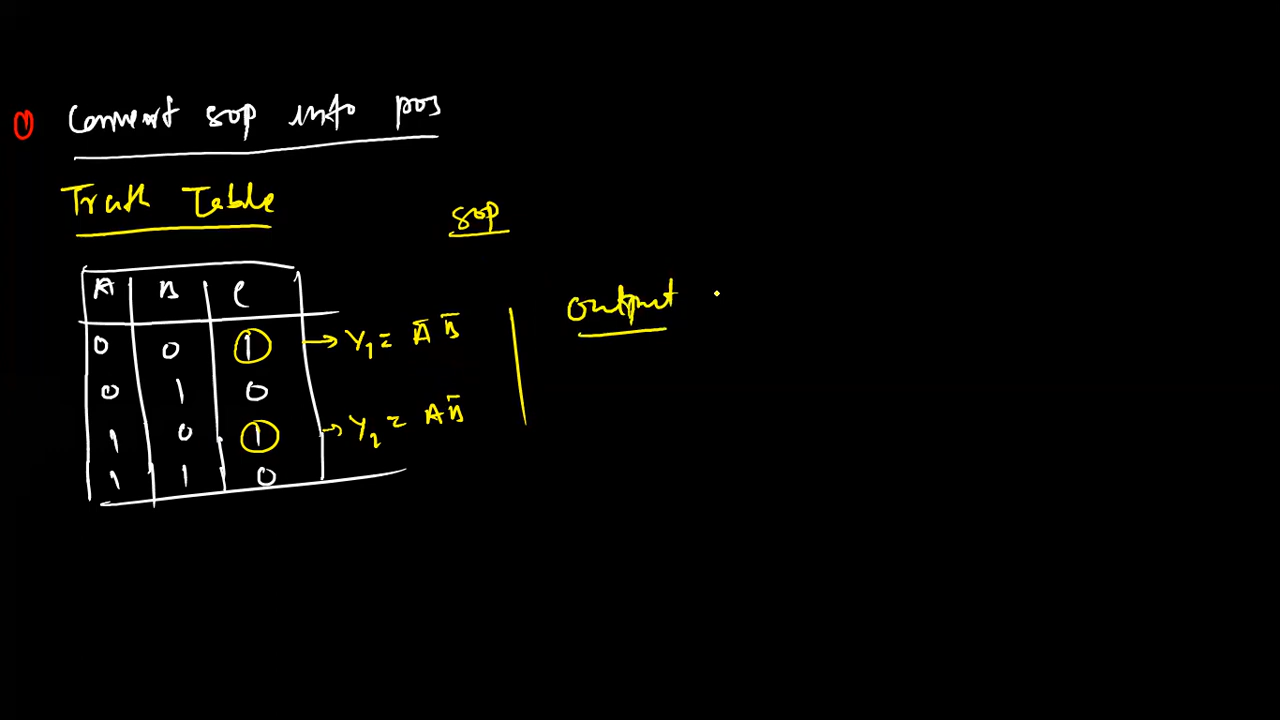 ① Convert SOP into POS
Truth Table
SOP
A B C
0 0 1 → Y₁ = A̅ B̅
output
0 1 0
1 0 1 → Y₂ = A B̅
1 1 0